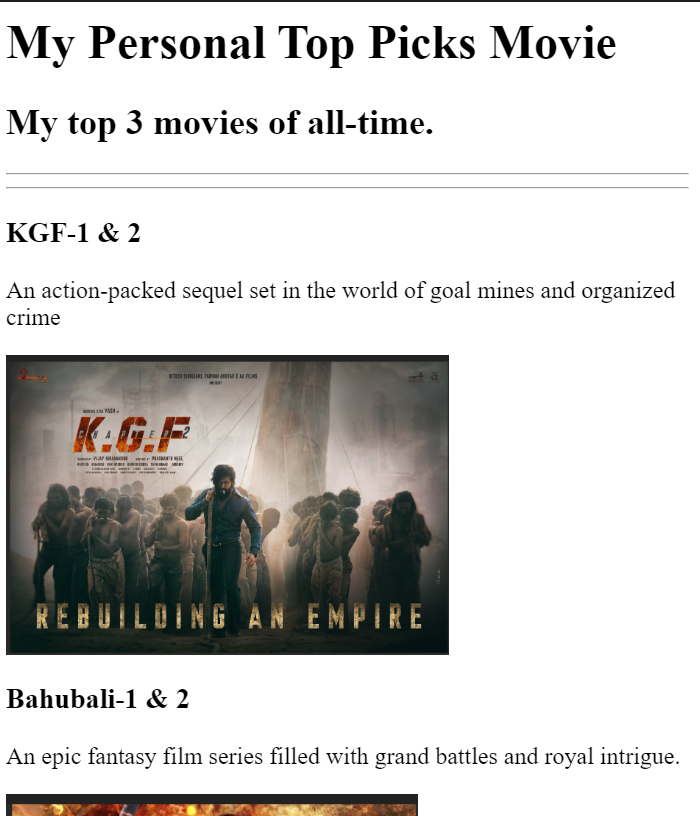 My Personal Top Picks Movie
My top 3 movies of all-time.
KGF-1 & 2
An action-packed sequel set in the world of goal mines and organized
crime
K.G.F
CHAPTER 2
REBUILDING AN EMPIRE
Bahubali-1 & 2
An epic fantasy film series filled with grand battles and royal intrigue.